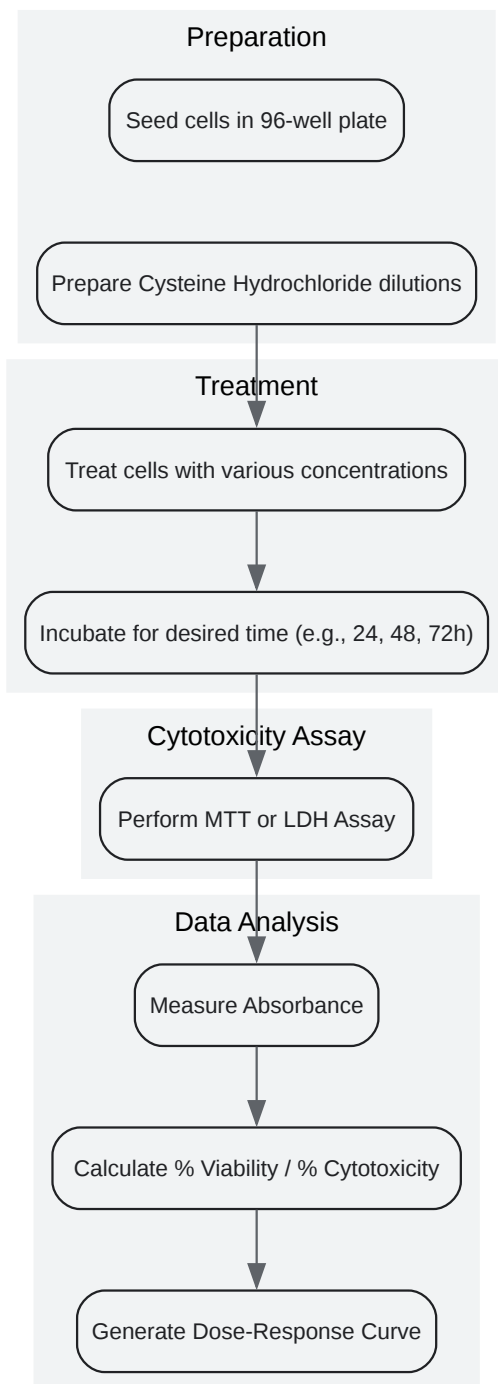 Preparation
Seed cells in 96-well plate
Prepare Cysteine Hydrochloride dilutions
Treatment
Treat cells with various concentrations
Incubate for desired time (e.g., 24, 48, 72h)
Cytotoxicity Assay
Perform MTT or LDH Assay
Data Analysis
Measure Absorbance
Calculate % Viability / % Cytotoxicity
Generate Dose-Response Curve